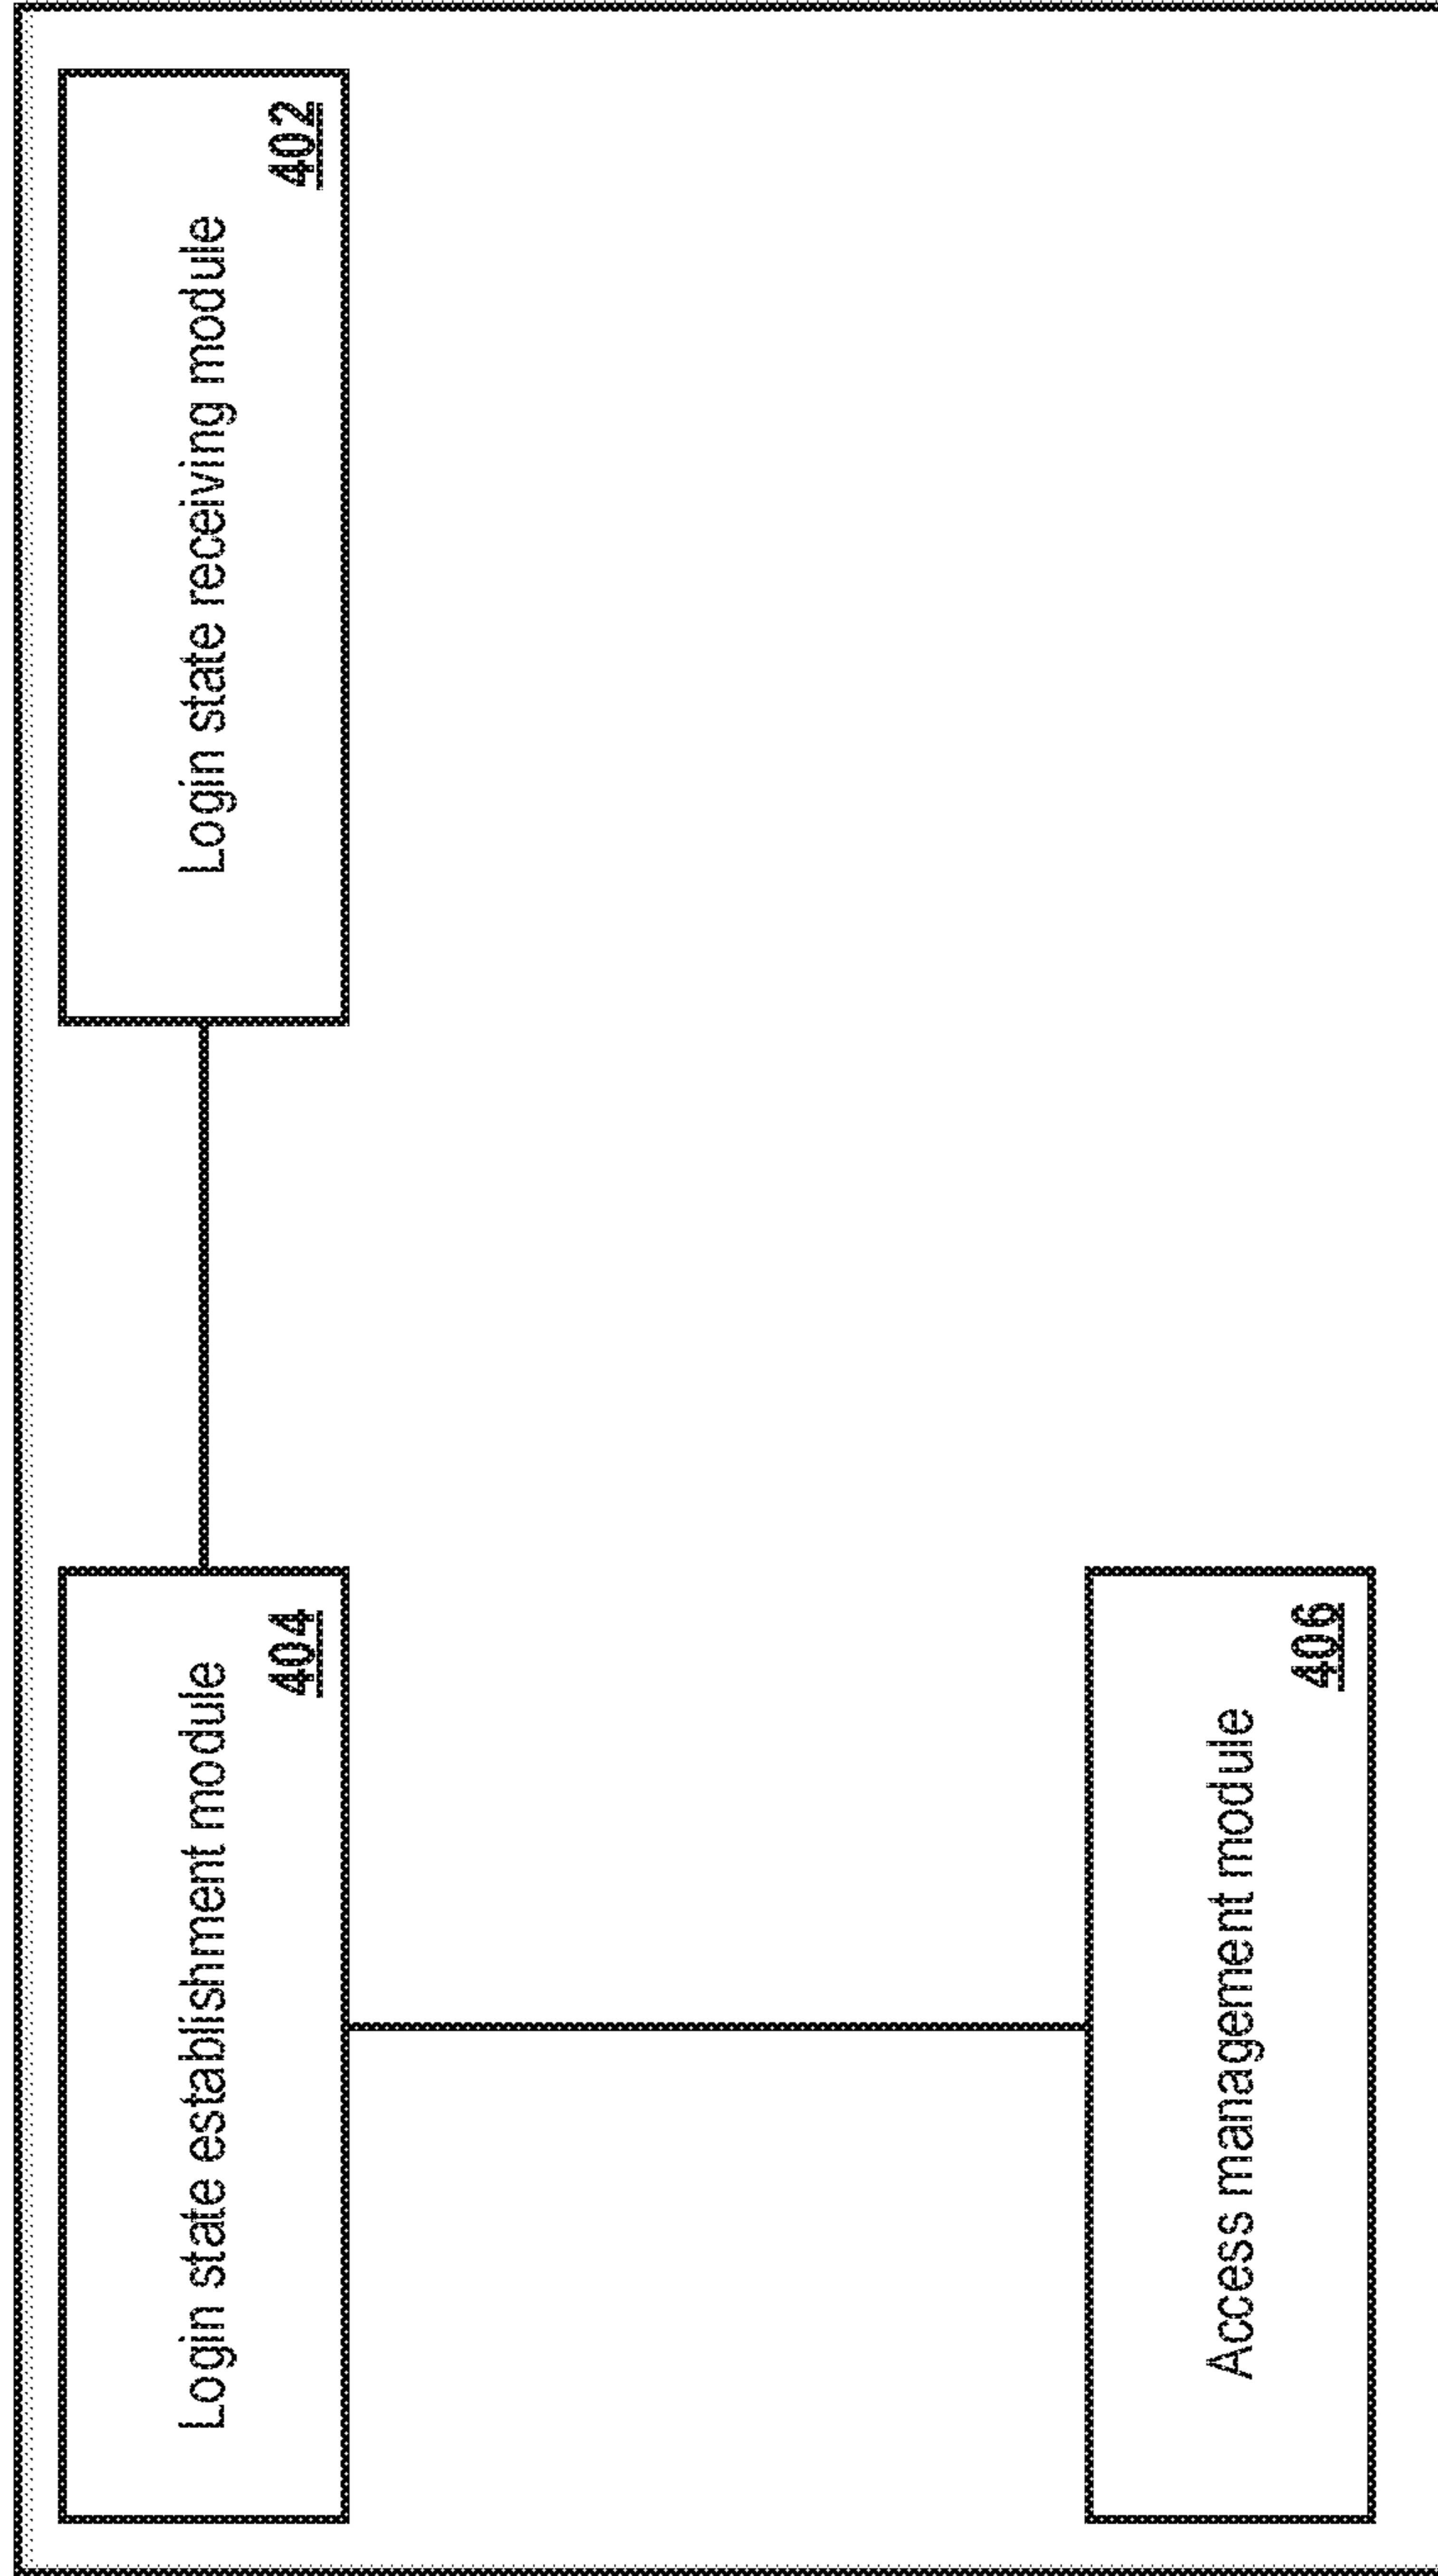 Login state establishment module
404
Login state receiving module
402
Access management module
406